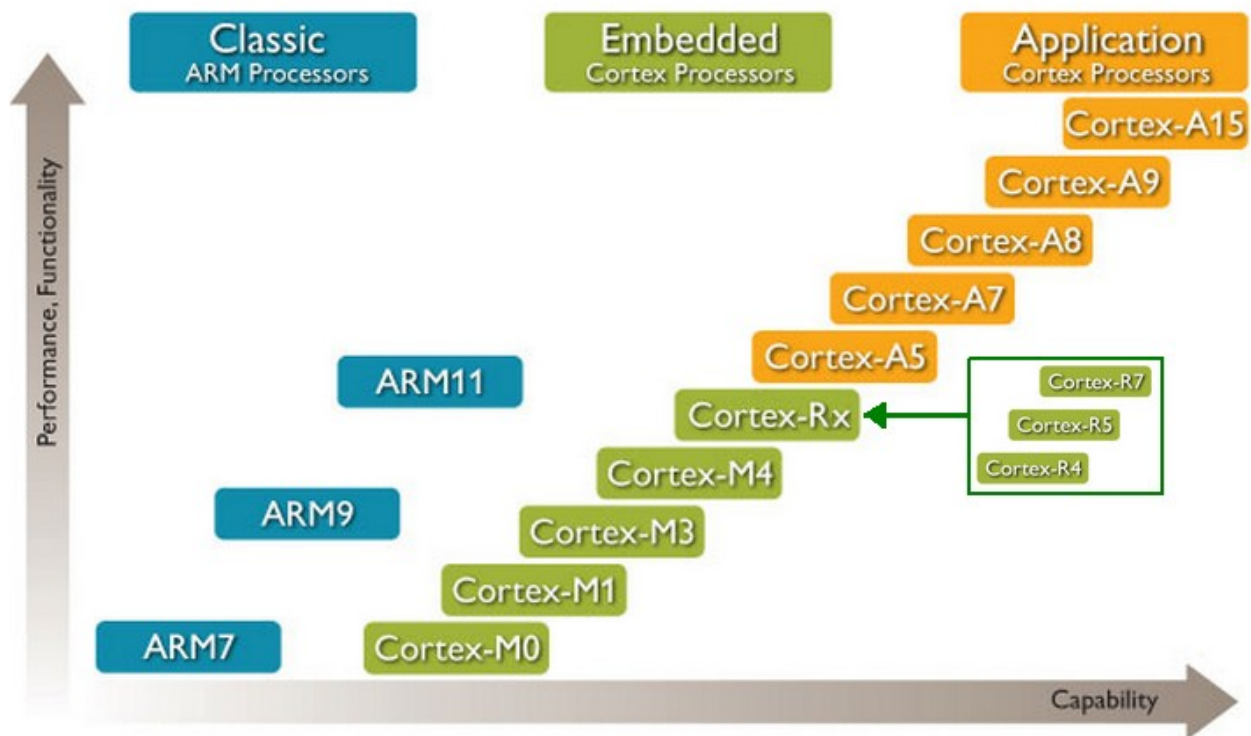 Classic
ARM Processors
Embedded
Cortex Processors
Application
Cortex Processors
Performance, Functionality
Cortex-A15
Cortex-A9
Cortex-A8
Cortex-A7
Cortex-A5
ARM11
Cortex-R7
Cortex-Rx
Cortex-R5
Cortex-R4
Cortex-M4
ARM9
Cortex-M3
Cortex-M1
ARM7
Cortex-M0
Capability